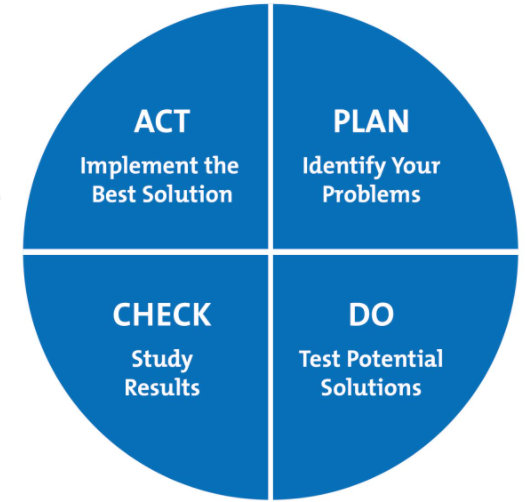 ACT
Implement the
Best Solution
PLAN
Identify Your
Problems
CHECK
Study
Results
DO
Test Potential
Solutions